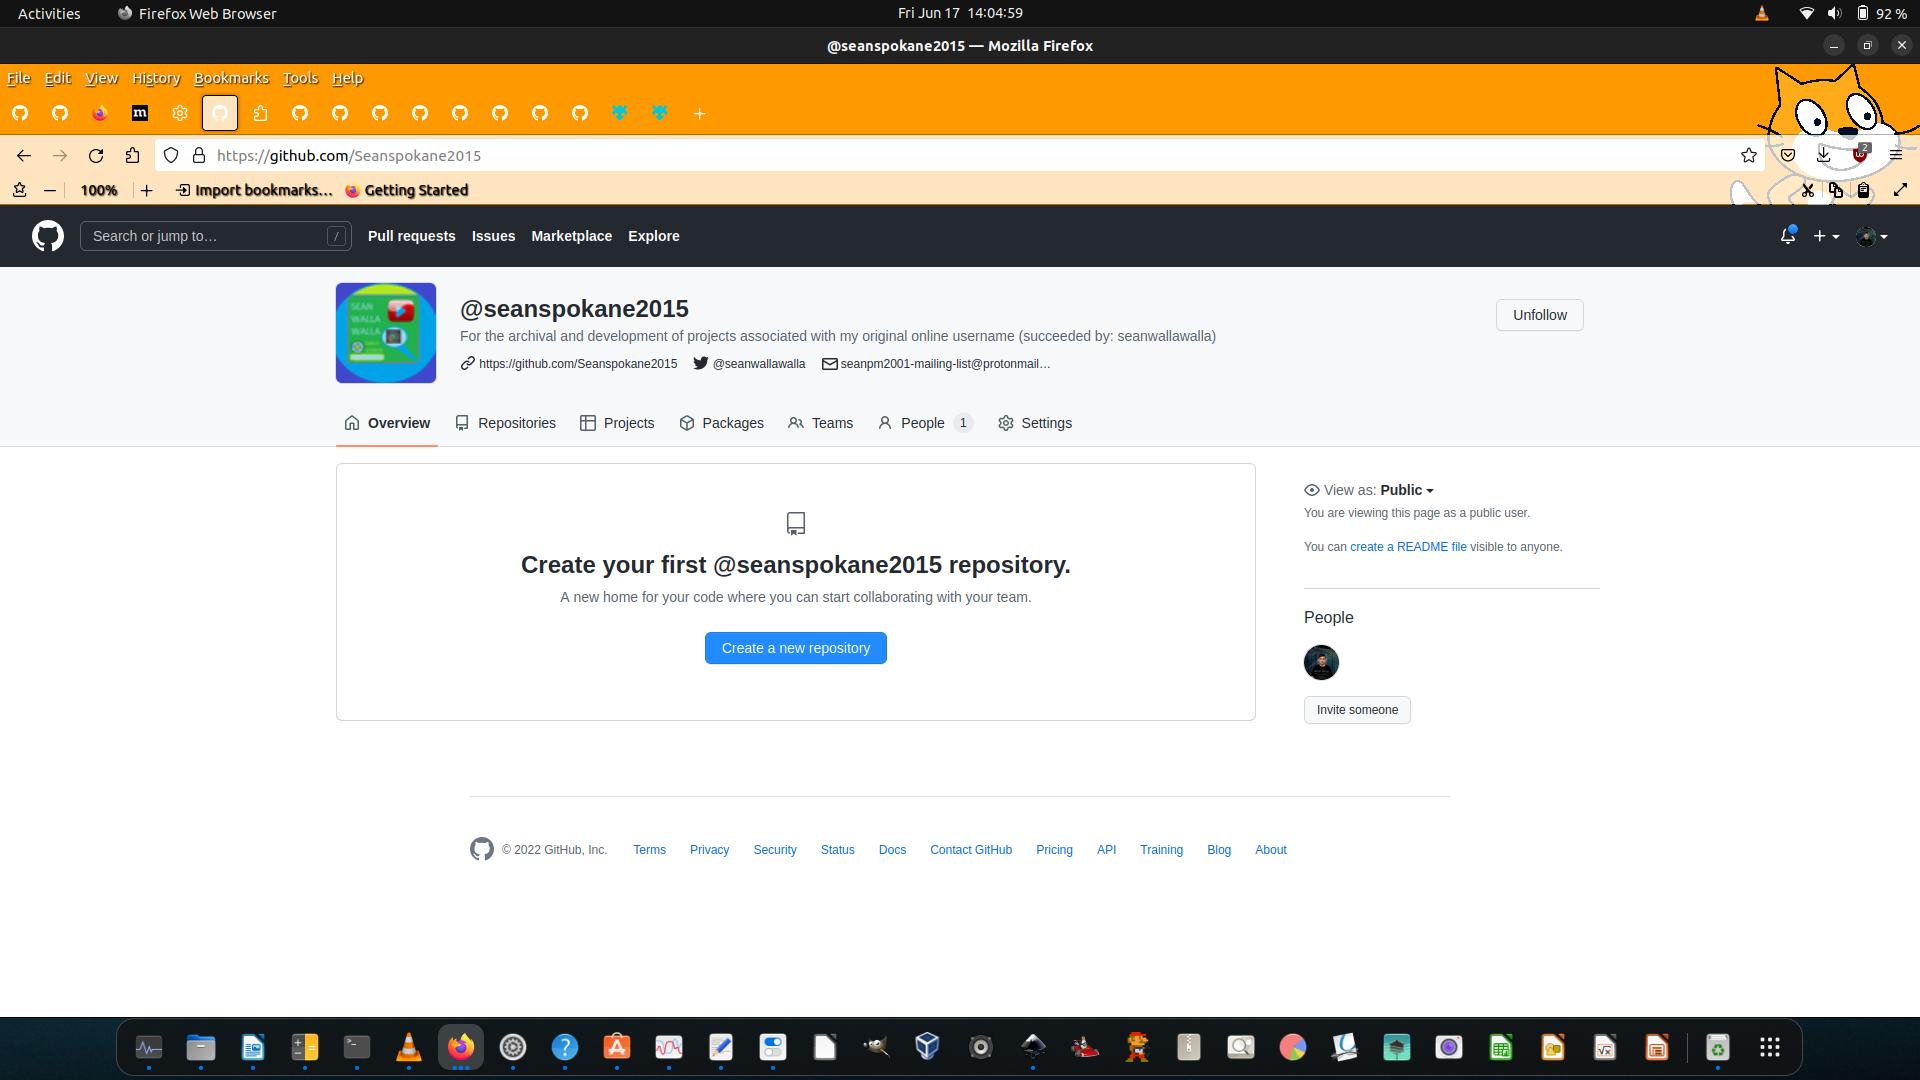 Activities Firefox Web Browser Fri Jun 17 14:04:59 92 %
@seanspokane2015 — Mozilla Firefox
File Edit View History Bookmarks Tools Help
m
https://github.com/Seanspokane2015 2
100% Import bookmarks… Getting Started
Search or jump to… / Pull requests Issues Marketplace Explore
SEAN
WALLA
WALLA
@seanspokane2015
Unfollow
For the archival and development of projects associated with my original online username (succeeded by: seanwallawalla)
https://github.com/Seanspokane2015 @seanwallawalla seanpm2001-mailing-list@protonmail…
Overview Repositories Projects Packages Teams People 1 Settings
View as: Public
You are viewing this page as a public user.
You can create a README file visible to anyone.
Create your first @seanspokane2015 repository.
A new home for your code where you can start collaborating with your team.
Create a new repository
People
Invite someone
© 2022 GitHub, Inc. Terms Privacy Security Status Docs Contact GitHub Pricing API Training Blog About